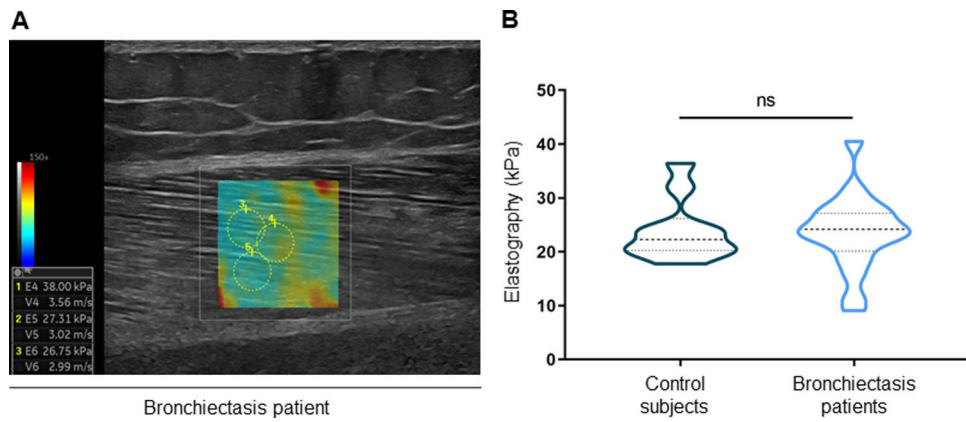 A
150+
3
4
5
1 E4 38.00 kPa
V4 3.56 m/s
2 E5 27.31 kPa
V5 3.02 m/s
3 E6 26.75 kPa
V6 2.99 m/s
Bronchiectasis patient
B
ns
Elastography (kPa)
50
40
30
20
10
0
Control
subjects
Bronchiectasis
patients